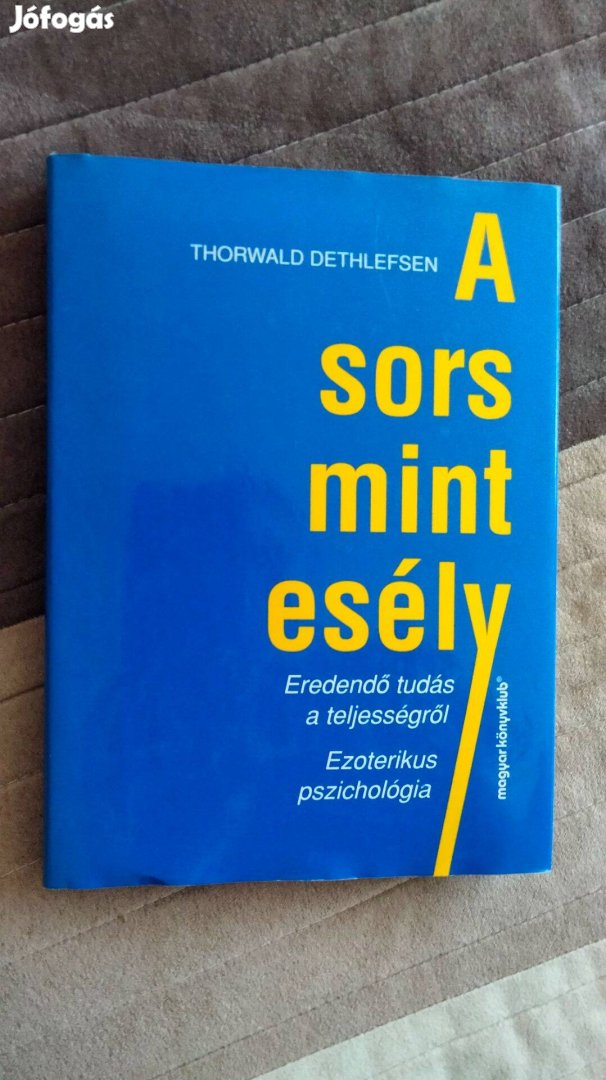 Jófogás
THORWALD DETHLEFSEN
A
sors
mint
esély
Eredendő tudás
a teljességről
Ezoterikus
pszichológia
magyar könyvklub®